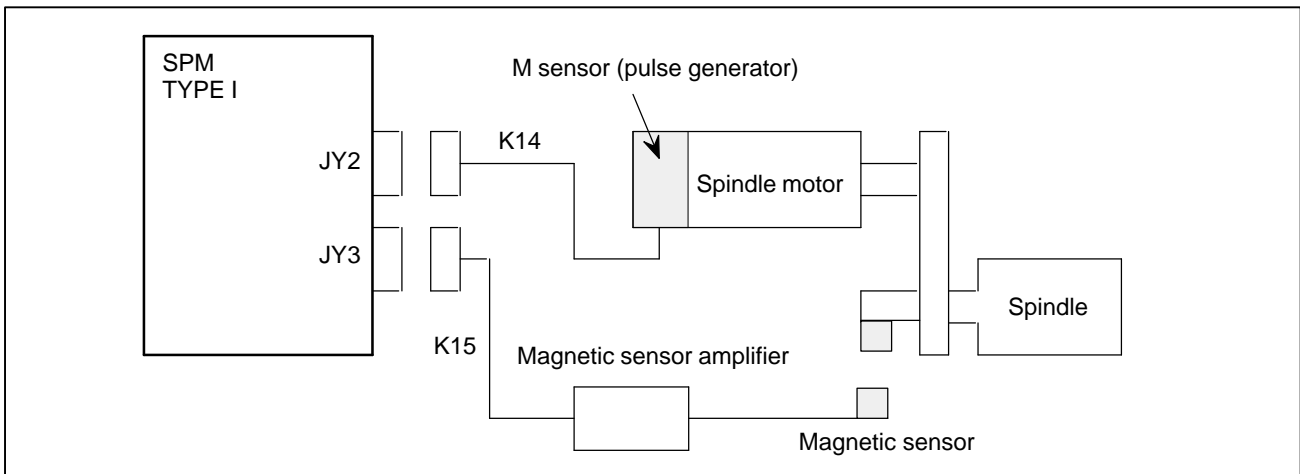 SPM
TYPE I
M sensor (pulse generator)
JY2
K14
Spindle motor
JY3
Spindle
K15
Magnetic sensor amplifier
Magnetic sensor